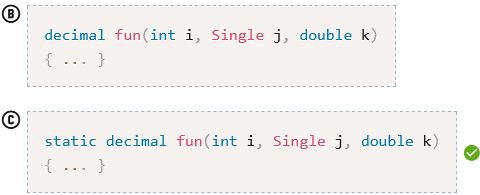 B
decimal fun(int i, Single j, double k)
{ ... }
C
static decimal fun(int i, Single j, double k)
{ ... }